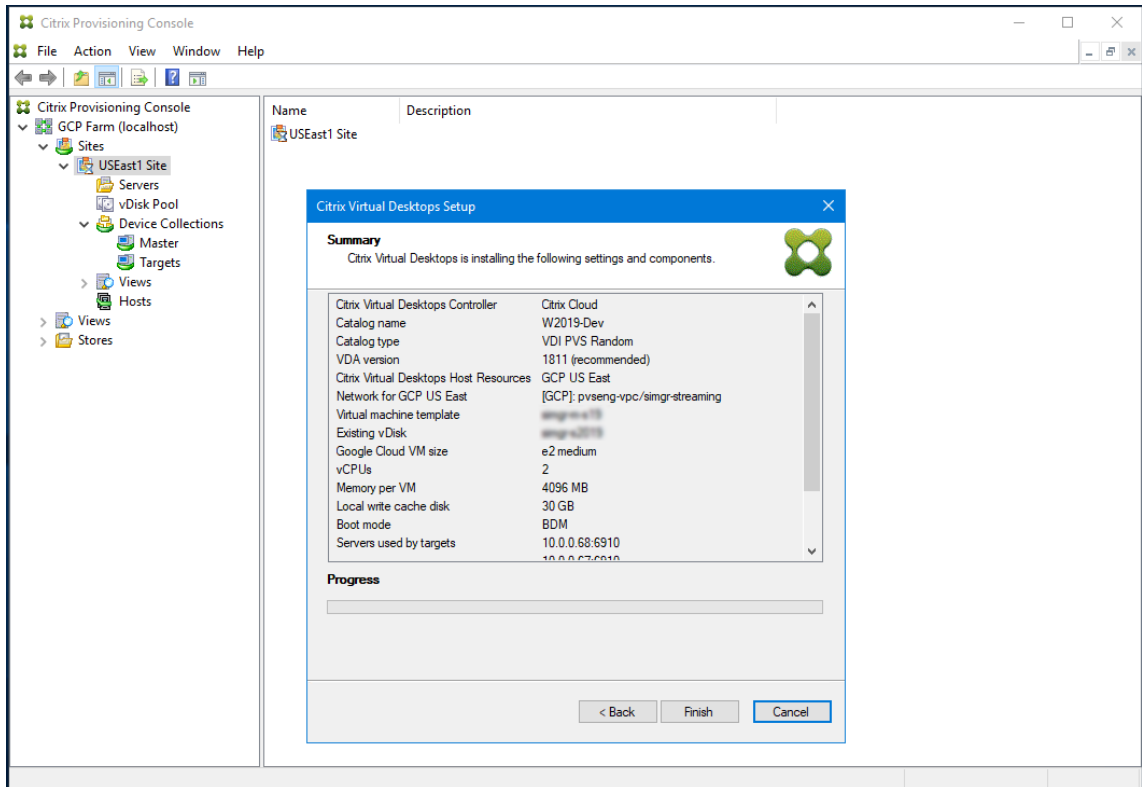 Citrix Provisioning Console
File Action View Window Help
Citrix Provisioning Console
GCP Farm (localhost)
Sites
USEast1 Site
Servers
vDisk Pool
Device Collections
Master
Targets
Views
Hosts
Views
Stores
Name Description
USEast1 Site
Citrix Virtual Desktops Setup
Summary
Citrix Virtual Desktops is installing the following settings and components.
Citrix Virtual Desktops Controller Citrix Cloud
Catalog name W2019-Dev
Catalog type VDI PVS Random
VDA version 1811 (recommended)
Citrix Virtual Desktops Host Resources GCP US East
Network for GCP US East [GCP]: pvseng-vpc/simgr-streaming
Virtual machine template
Existing vDisk
Google Cloud VM size e2 medium
vCPUs 2
Memory per VM 4096 MB
Local write cache disk 30 GB
Boot mode BDM
Servers used by targets 10.0.0.68:6910
10.0.0.67:6910
Progress
< Back Finish Cancel